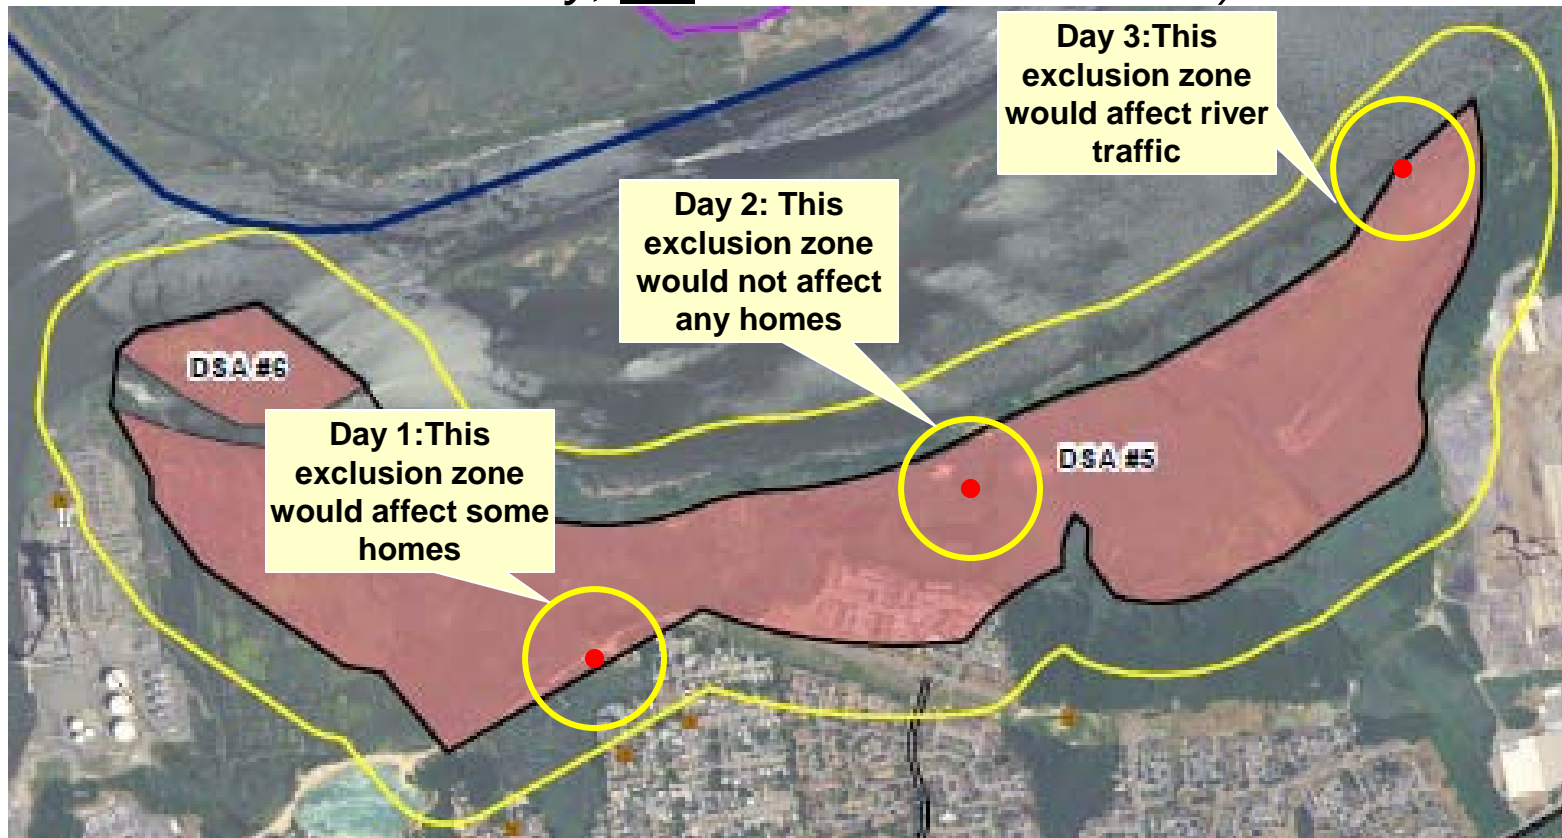 Day 3:This
exclusion zone
would affect river
traffic
Day 2: This
exclusion zone
would not affect
any homes
DSA #6
Day 1:This
exclusion zone
would affect some
homes
DSA #5